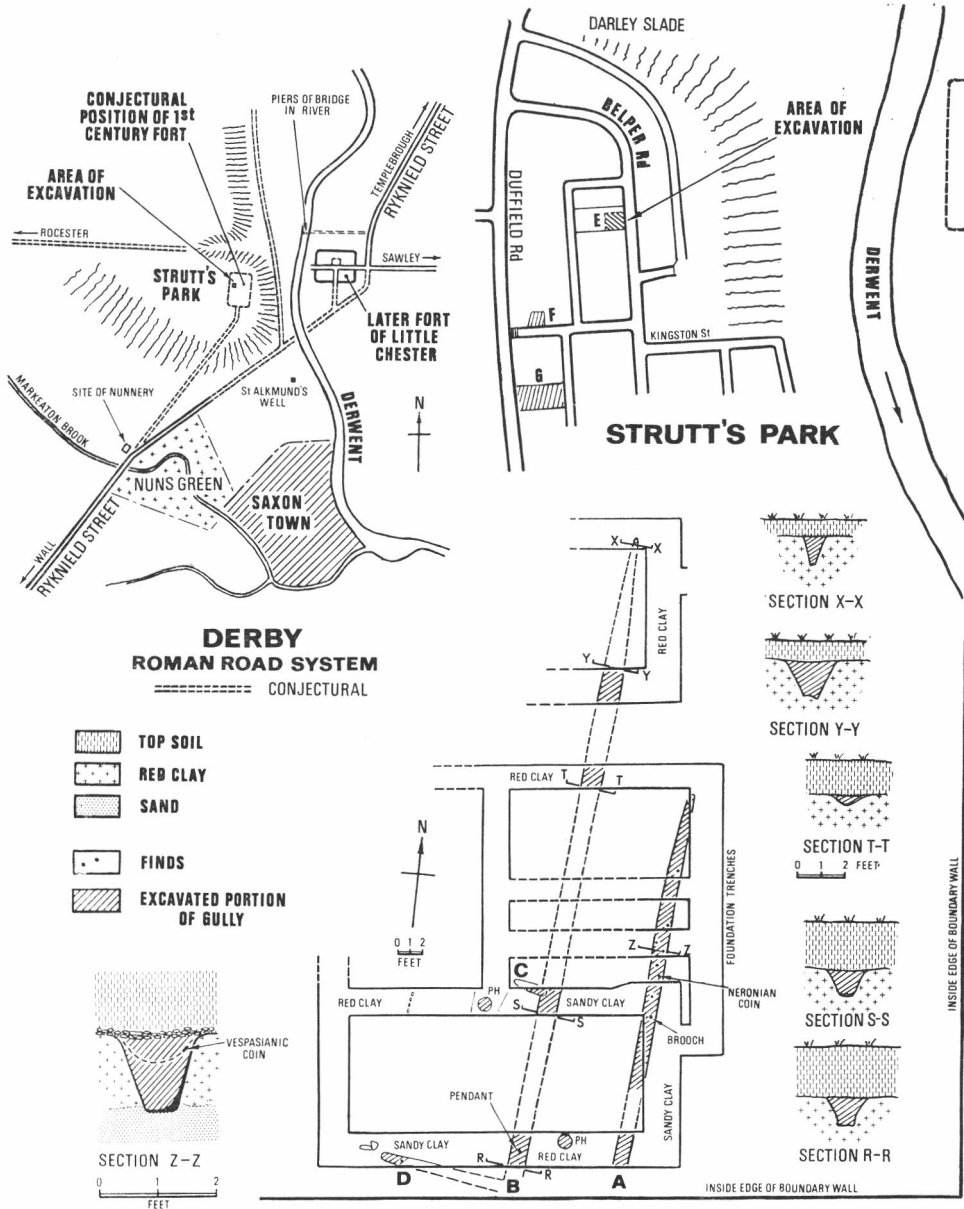 CONJECTURAL
POSITION OF 1st
CENTURY FORT
AREA OF
EXCAVATION
PIERS OF BRIDGE
IN RIVER
TEMPLEBROUGH
RYKNIELD STREET
ROCESTER
STRUTT'S
PARK
SAWLEY
LATER FORT
OF LITTLE
CHESTER
SITE OF NUNNERY
St ALKMUND'S
WELL
MARKEATON BROOK
DERWENT
N
NUNS GREEN
SAXON
TOWN
WALL
RYKNIELD STREET
DERBY
ROMAN ROAD SYSTEM
CONJECTURAL
DARLEY SLADE
BELPER Rd
AREA OF
EXCAVATION
DUFFIELD Rd
E
F
G
KINGSTON St
DERWENT
STRUTT'S PARK
TOP SOIL
RED CLAY
SAND
FINDS
EXCAVATED PORTION
OF GULLY
VESPASIANIC
COIN
SECTION Z-Z
0 1 2
FEET
N
0 1 2
FEET
X A X
RED CLAY
Y Y
RED CLAY
T T
FOUNDATION TRENCHES
Z Z
C
RED CLAY
PH
S S
SANDY CLAY
NERONIAN
COIN
BROOCH
SANDY CLAY
PENDANT
SANDY CLAY
PH
R R
RED CLAY
D
B
A
INSIDE EDGE OF BOUNDARY WALL
INSIDE EDGE OF BOUNDARY WALL
SECTION X-X
SECTION Y-Y
SECTION T-T
0 1 2 FEET
SECTION S-S
SECTION R-R